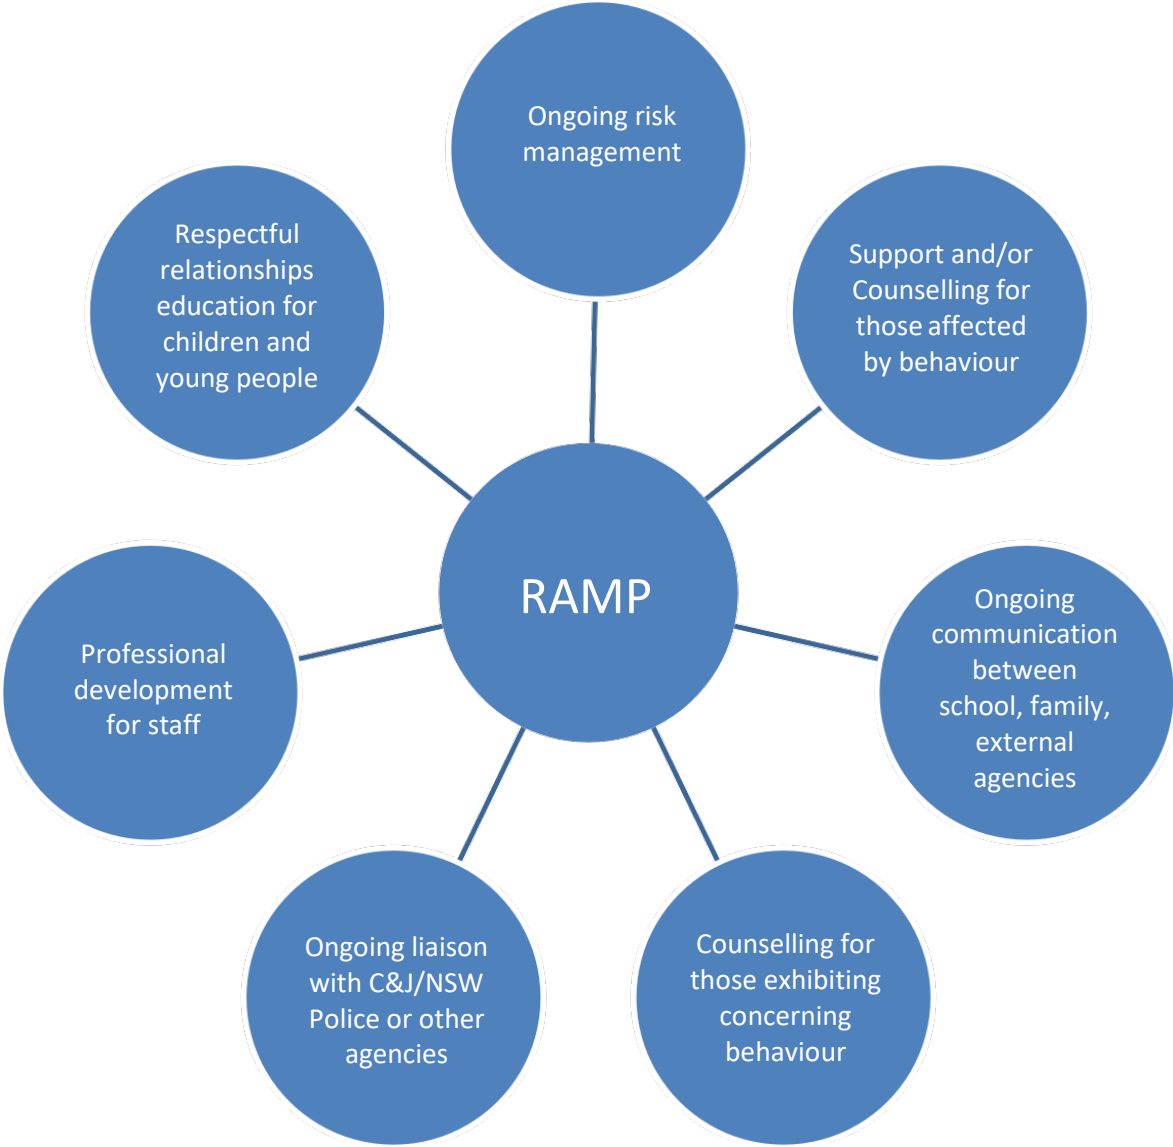 Ongoing risk
management
Support and/or
Counselling for
those affected
by behaviour
Ongoing
communication
between
school, family,
external
agencies
Counselling for
those exhibiting
concerning
behaviour
Ongoing liaison
with C&J/NSW
Police or other
agencies
Professional
development
for staff
Respectful
relationships
education for
children and
young people
RAMP